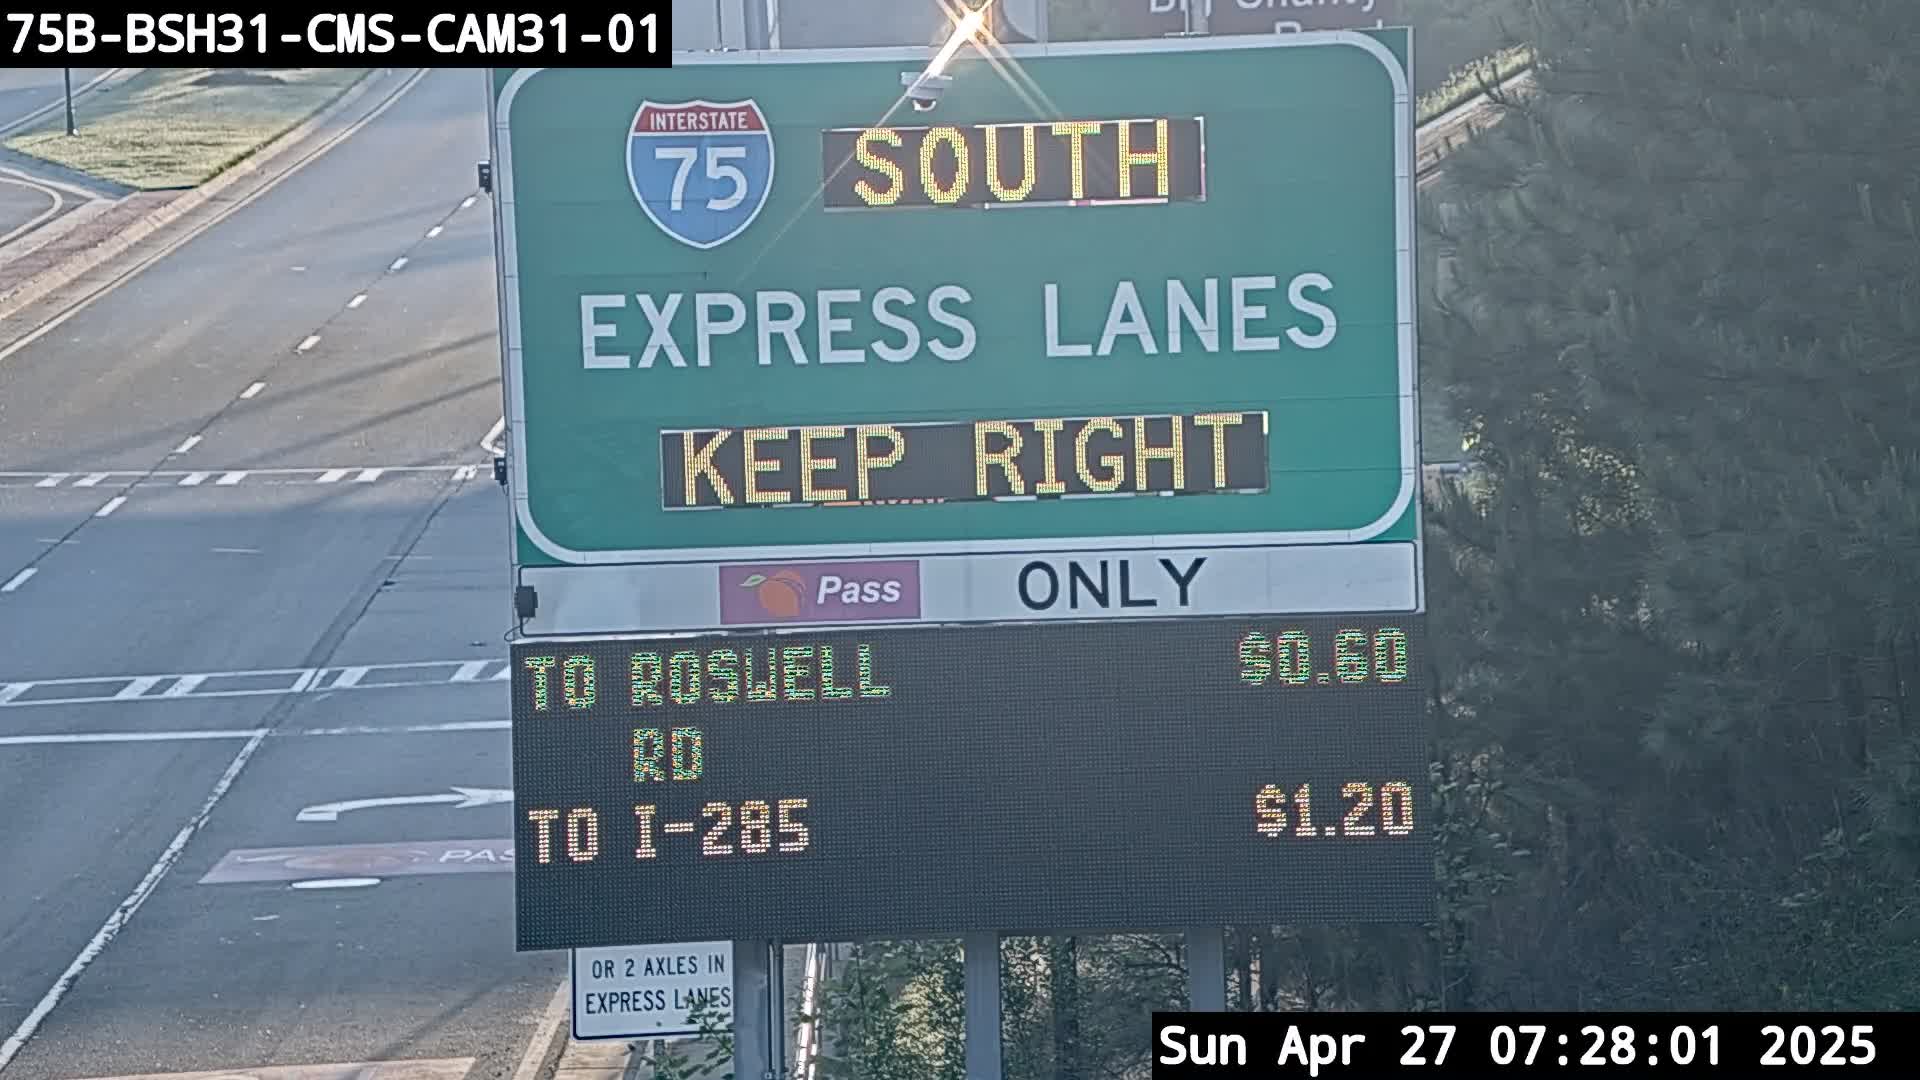 75B-BSH31-CMS-CAM31-01
INTERSTATE
75
SOUTH
EXPRESS LANES
KEEP RIGHT
Pass ONLY
TO ROSWELL $0.60
RD
TO I-285 $1.20
OR 2 AXLES IN
EXPRESS LANES
Sun Apr 27 07:28:01 2025